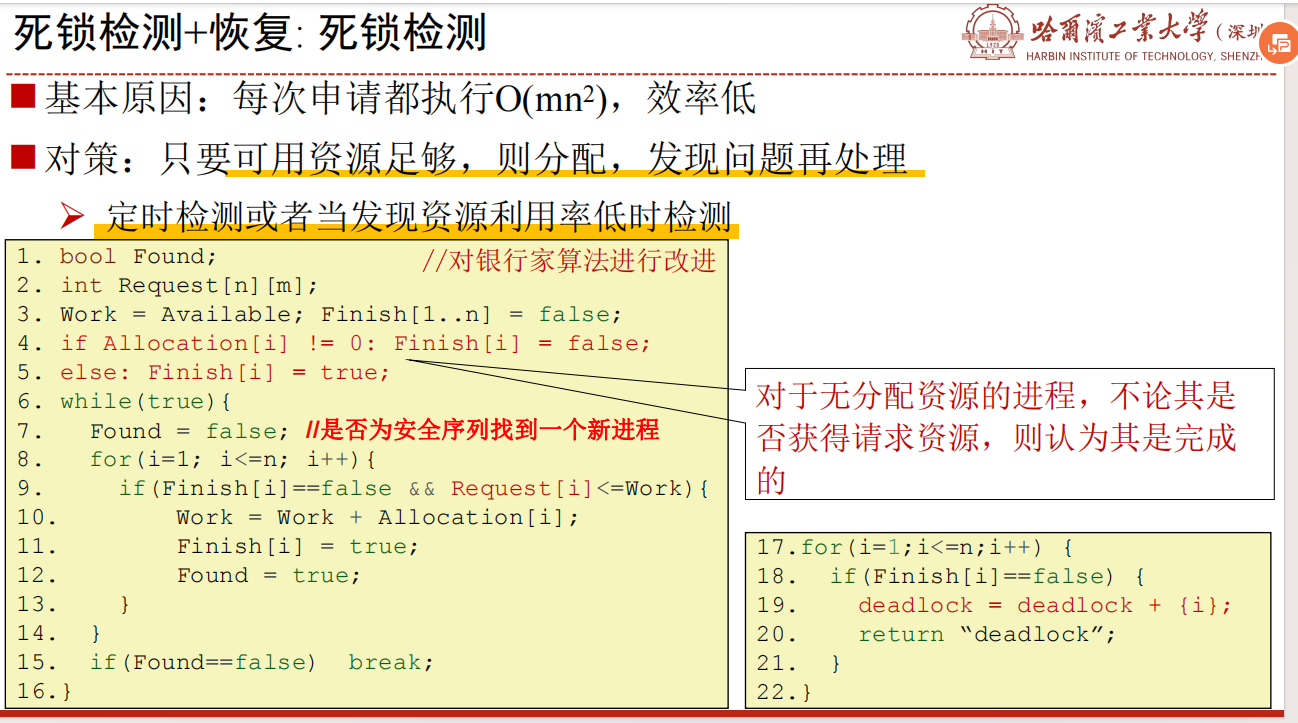 死锁检测+恢复: 死锁检测
哈尔滨工业大学(深圳
HARBIN INSTITUTE OF TECHNOLOGY, SHENZH
HIT
1920
基本原因：每次申请都执行O(mn²)，效率低
对策：只要可用资源足够，则分配，发现问题再处理
定时检测或者当发现资源利用率低时检测
1. bool Found; //对银行家算法进行改进
2. int Request[n][m];
3. Work = Available; Finish[1..n] = false;
4. if Allocation[i] != 0: Finish[i] = false;
5. else: Finish[i] = true;
6. while(true){
7. Found = false; //是否为安全序列找到一个新进程
8. for(i=1; i<=n; i++){
9. if(Finish[i]==false && Request[i]<=Work){
10. Work = Work + Allocation[i];
11. Finish[i] = true;
12. Found = true;
13. }
14. }
15. if(Found==false) break;
16.}
对于无分配资源的进程，不论其是
否获得请求资源，则认为其是完成
的
17.for(i=1;i<=n;i++) {
18. if(Finish[i]==false) {
19. deadlock = deadlock + {i};
20. return “deadlock”;
21. }
22.}